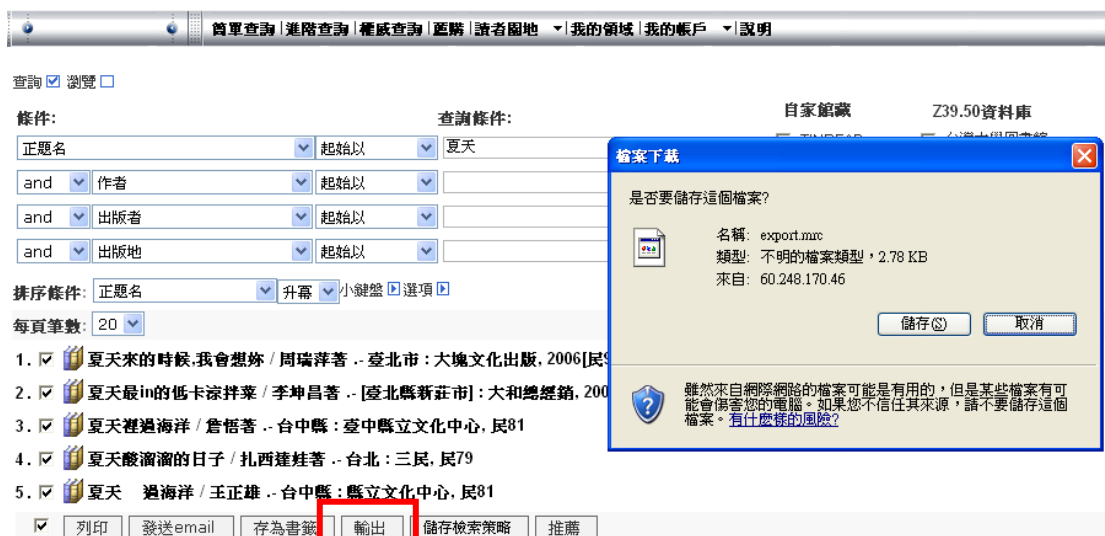 簡單查詢|進階查詢|權威查詢|薦購|讀者園地 ▼|我的領域|我的帳戶 ▼|說明
查詢 瀏覽
條件: 查詢條件: 自家館藏 Z39.50資料庫
正題名 起始以 夏天
and 作者 起始以
and 出版者 起始以
and 出版地 起始以
排序條件: 正題名 升冪 小鍵盤 選項
每頁筆數: 20
1. 夏天來的時候,我會想妳 / 周瑞萍著 .- 臺北市 : 大塊文化出版, 2006[民9
2. 夏天最in的低卡涼拌菜 / 李坤昌著 .- [臺北縣新莊市] : 大和總經銷, 200
3. 夏天裡過海洋 / 詹悟著 .- 台中縣 : 臺中縣立文化中心, 民81
4. 夏天酸溜溜的日子 / 扎西達娃著 .- 台北 : 三民, 民79
5. 夏天 過海洋 / 王正雄 .- 台中縣 : 縣立文化中心, 民81
列印 發送email 存為書籤 輸出 儲存檢索策略 推薦
檔案下載
是否要儲存這個檔案?
名稱: export.mrc
類型: 不明的檔案類型，2.78 KB
來自: 60.248.170.46
儲存(S) 取消
雖然來自網際網路的檔案可能是有用的，但是某些檔案有可
能會傷害您的電腦。如果您不信任其來源，請不要儲存這個
檔案。有什麼樣的風險?